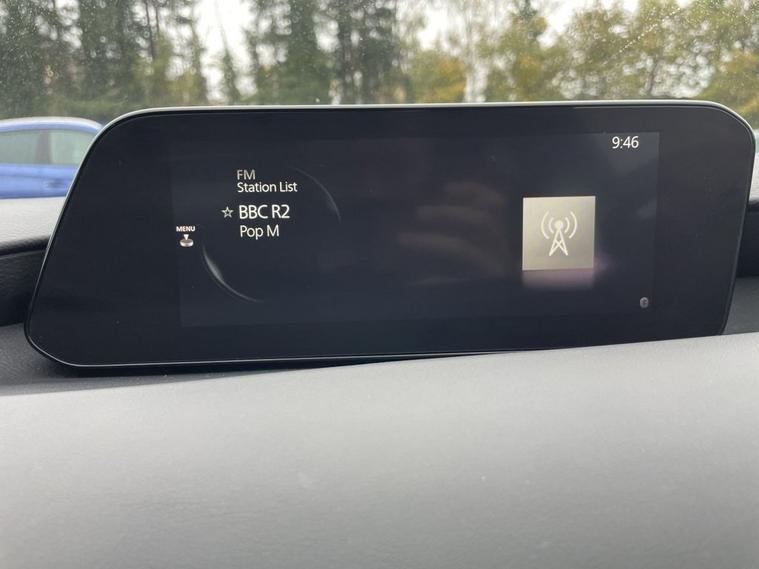 9:46
FM
Station List
BBC R2
Pop M
MENU